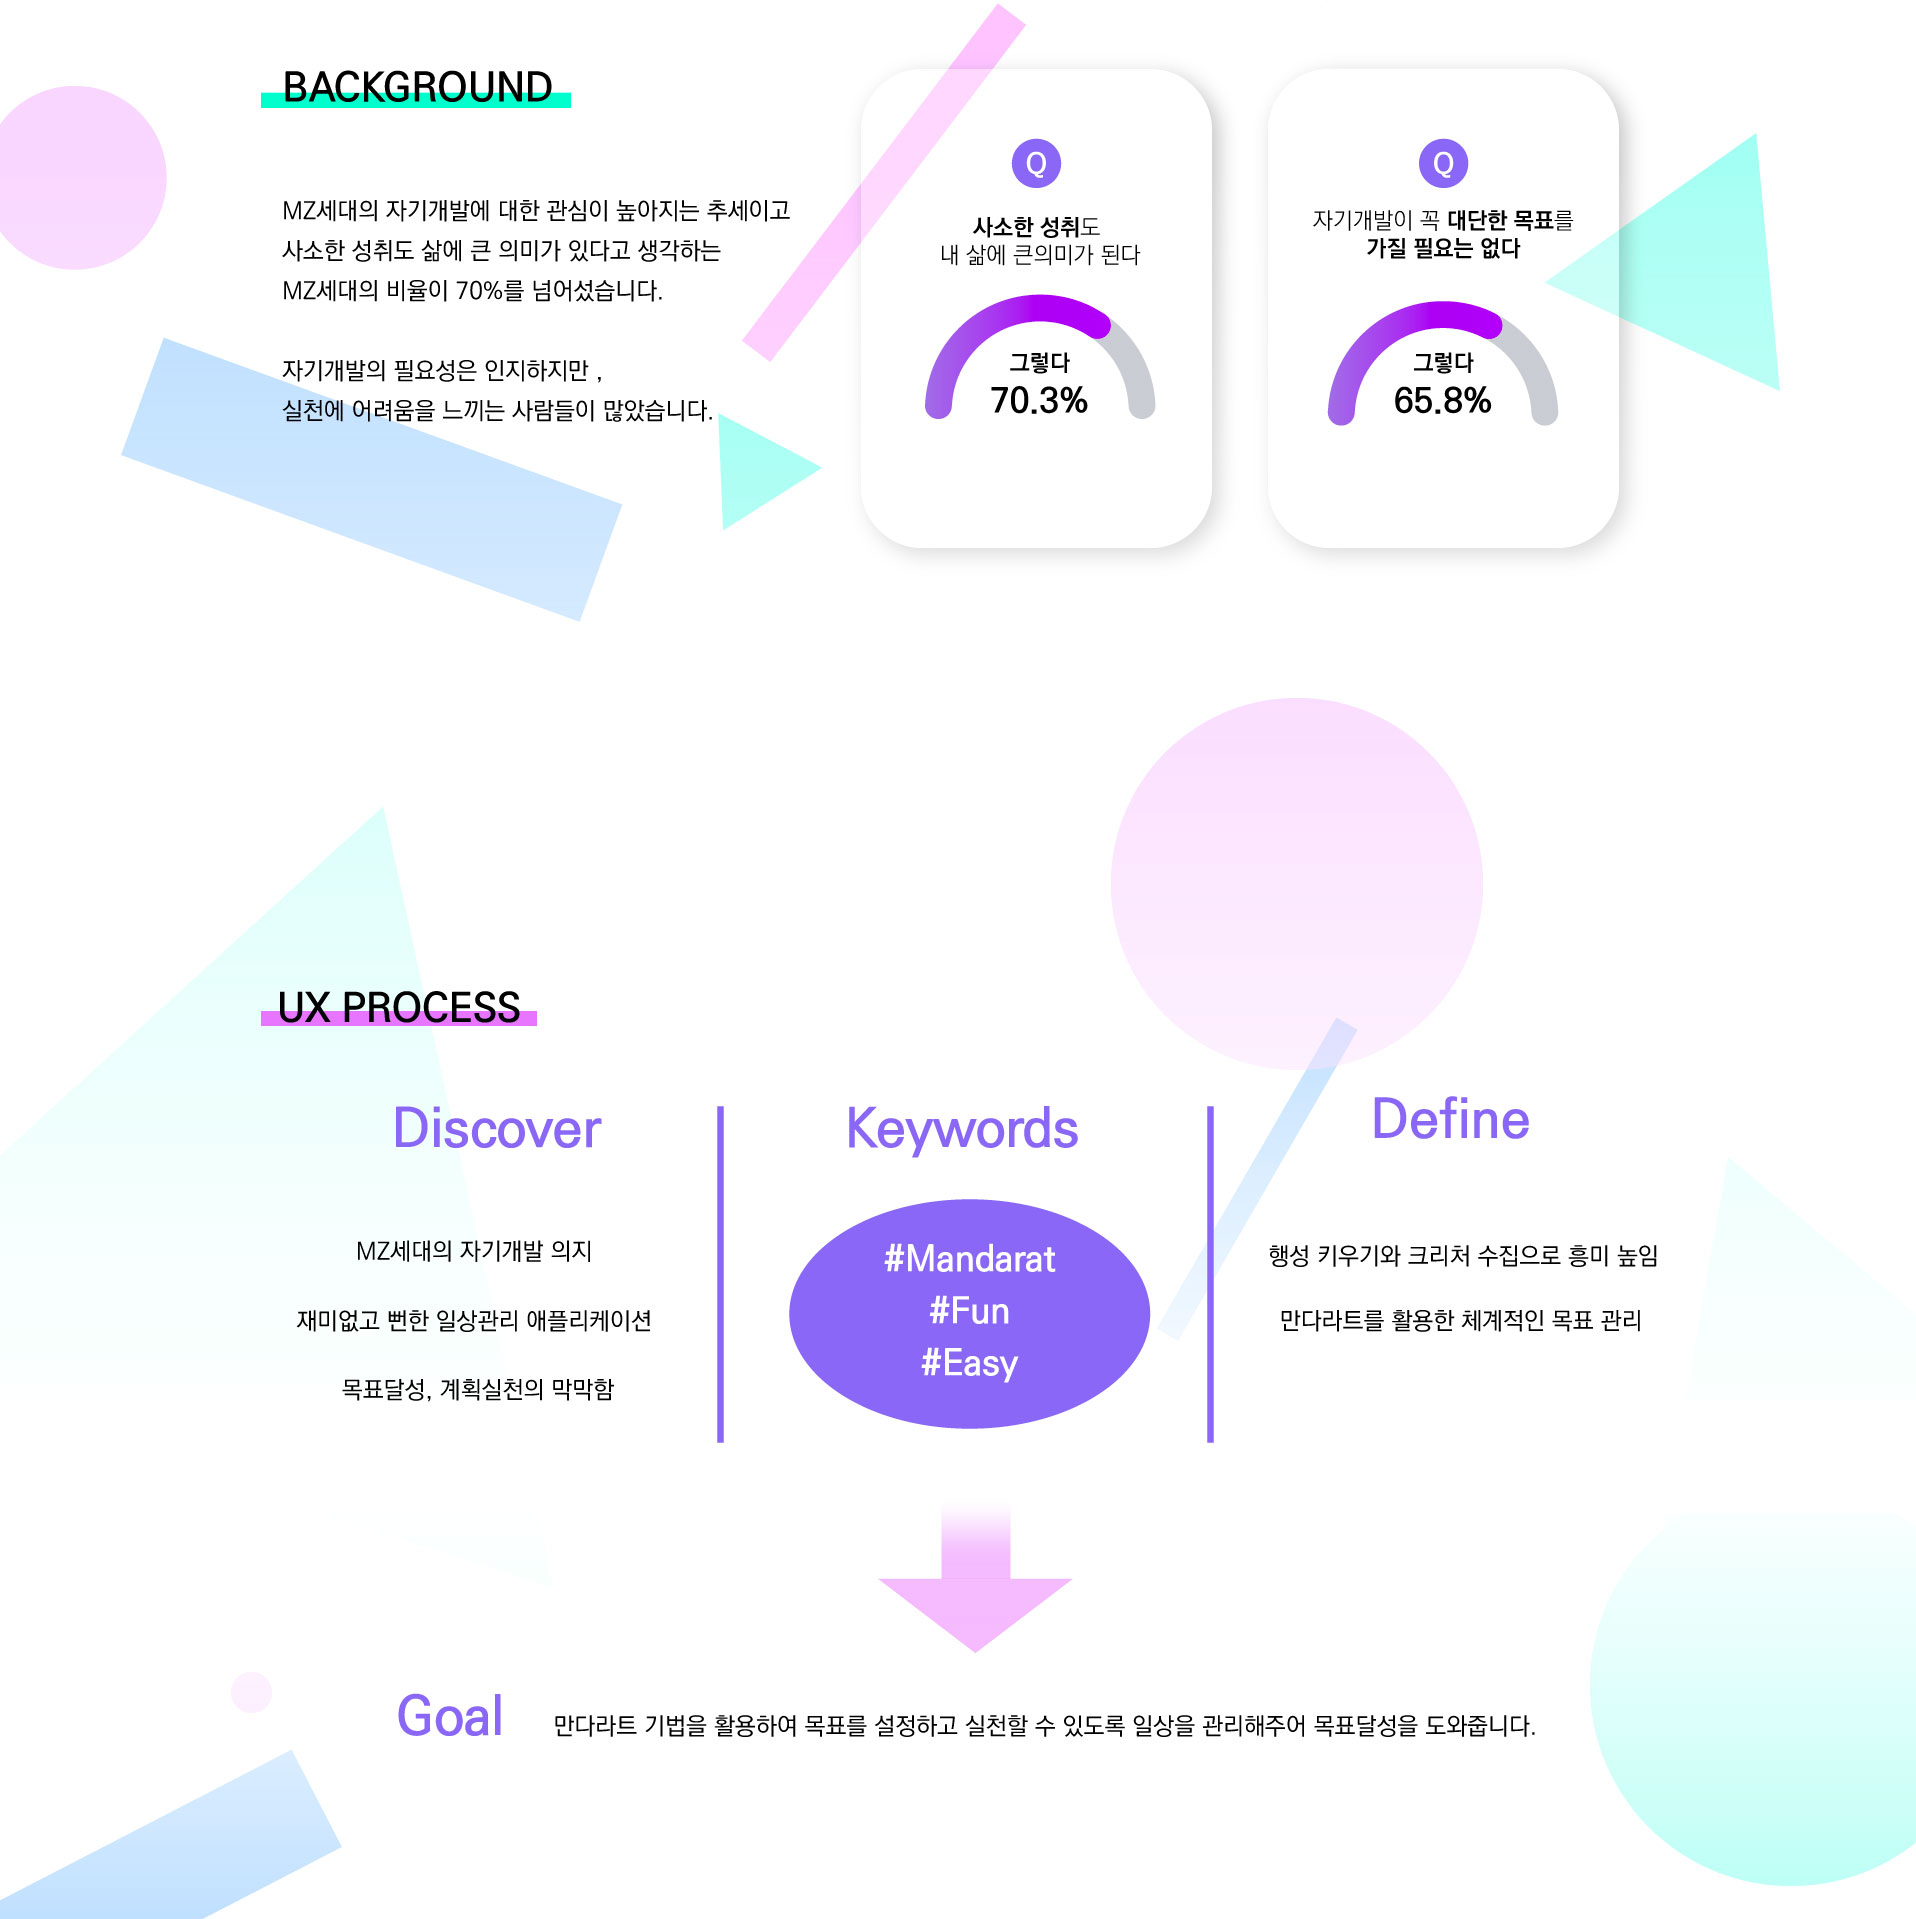 BACKGROUND
MZ세대의 자기개발에 대한 관심이 높아지는 추세이고
사소한 성취도 삶에 큰 의미가 있다고 생각하는
MZ세대의 비율이 70%를 넘어섰습니다.
자기개발의 필요성은 인지하지만 ,
실천에 어려움을 느끼는 사람들이 많았습니다.
Q
사소한 성취도
내 삶에 큰의미가 된다
그렇다
70.3%
Q
자기개발이 꼭 대단한 목표를
가질 필요는 없다
그렇다
65.8%
UX PROCESS
Discover
MZ세대의 자기개발 의지
재미없고 뻔한 일상관리 애플리케이션
목표달성, 계획실천의 막막함
Keywords
#Mandarat
#Fun
#Easy
Define
행성 키우기와 크리처 수집으로 흥미 높임
만다라트를 활용한 체계적인 목표 관리
Goal
만다라트 기법을 활용하여 목표를 설정하고 실천할 수 있도록 일상을 관리해주어 목표달성을 도와줍니다.